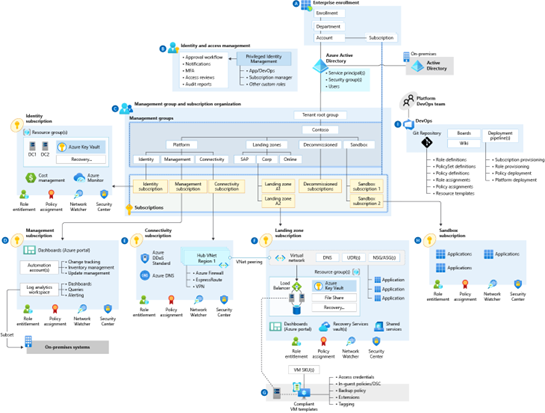 A
Enterprise enrollment
Enrollment
Department
Account
Subscription
B
Identity and access management
• Approval workflow
• Notifications
• MFA
• Access reviews
• Audit reports
Privileged Identity
Management
• App/DevOps
• Subscription manager
• Other custom roles
Azure Active
Directory
• Service principal(s)
• Security group(s)
• Users
On-premises
Active
Directory
Platform
DevOps team
C
Management group and subscription organization
Management groups
Tenant root group
Contoso
Platform
Landing zones
Decommissioned
Sandbox
Identity
Management
Connectivity
SAP
Corp
Online
Identity
subscription
Management
subscription
Connectivity
subscription
Landing zone
A1
Landing zone
A2
Decommissioned
subscriptions
Sandbox
subscription 1
Sandbox
subscription 2
Subscriptions
Identity
subscription
Resource group(s)
DC1
DC2
Azure Key Vault
Recovery...
Cost
management
Azure
Monitor
Role
entitlement
Policy
assignment
Network
Watcher
Security
Center
DevOps
Git Repository
Boards
Wiki
Deployment
pipeline(s)
• Role definitions
• PolicySet definitions
• Policy definitions
• Role assignments
• Policy assignments
• Resource templates
• Subscription provisioning
• Role provisioning
• Policy deployment
• Platform deployment
D
Management
subscription
Dashboards (Azure portal)
Automation
account(s)
• Change tracking
• Inventory management
• Update management
Log analytics
workspace
• Dashboards
• Queries
• Alerting
Role
entitlement
Policy
assignment
Network
Watcher
Security
Center
Subset
On-premises systems
E
Connectivity
subscription
Azure
DDoS
Standard
Azure DNS
Hub VNet
Region 1
• Azure Firewall
• ExpressRoute
• VPN
VNet peering
Role
entitlement
Policy
assignment
Network
Watcher
Security
Center
F
Landing zone
subscription
Virtual
network
DNS
UDR(s)
NSG/ASG(s)
Resource group(s)
Load
Balancer
Azure
Key Vault
File Share
Recovery...
Application
Application
Application
Dashboards
(Azure portal)
Recovery Services
vault(s)
Shared
services
Role
entitlement
Policy
assignment
Network
Watcher
Security
Center
VM SKU(s)
G
Compliant
VM templates
• Access credentials
• In-guest policies/DSC
• Backup policy
• Extensions
• Tagging
H
Sandbox
subscription
Application
Application
Application
Role
entitlement
Policy
assignment
Network
Watcher
Security
Center